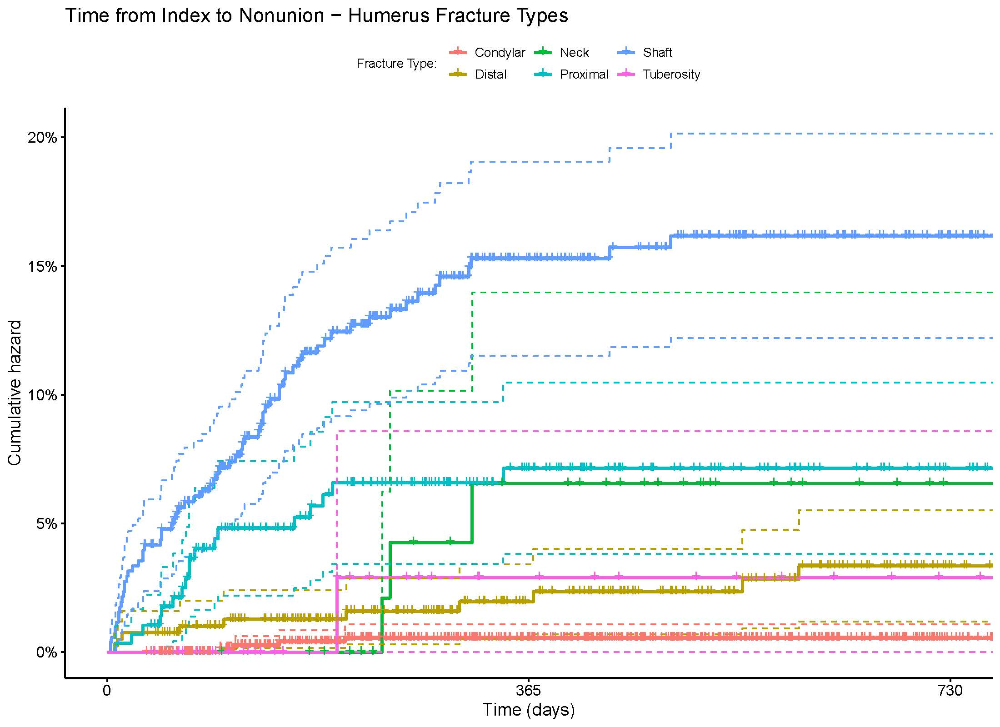 Time from Index to Nonunion − Humerus Fracture Types
Fracture Type:
Condylar Neck Shaft
Distal Proximal Tuberosity
Cumulative hazard
20%
15%
10%
5%
0%
0 365 730
Time (days)